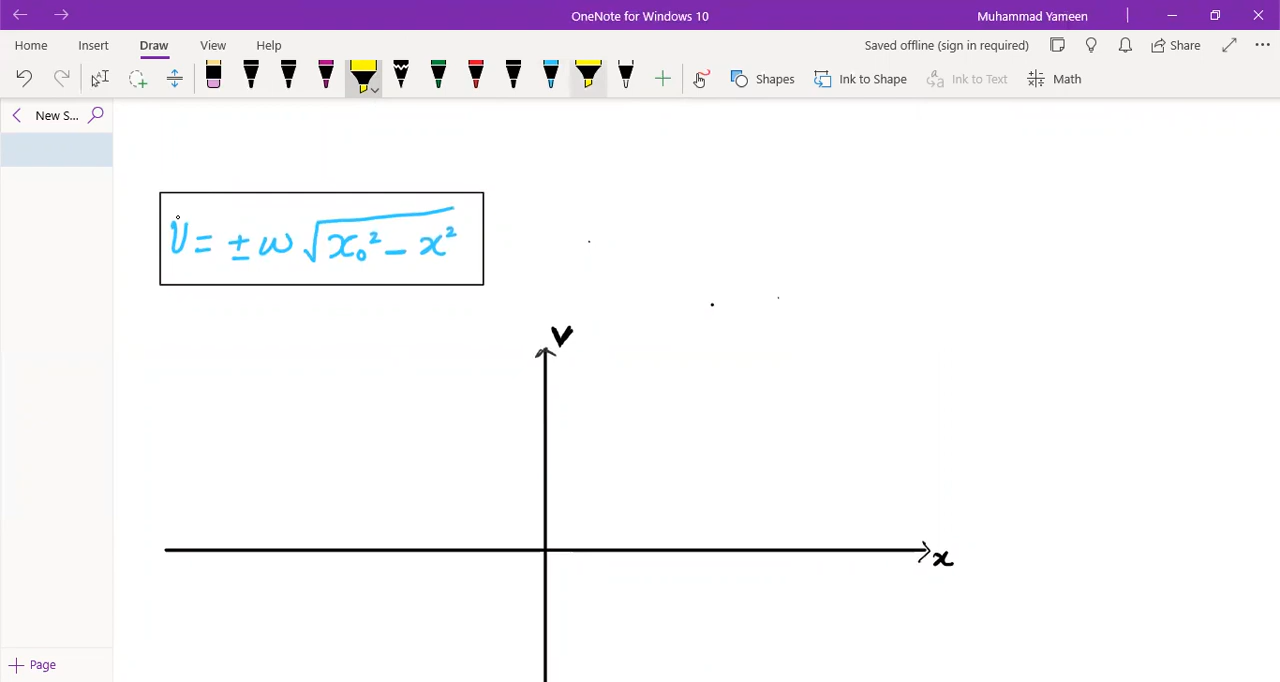 OneNote for Windows 10
Muhammad Yameen
Home Insert Draw View Help
Saved offline (sign in required) Share
Shapes Ink to Shape Ink to Text Math
New S...
V = ± ω √(x₀² − x²)
V
x
Page